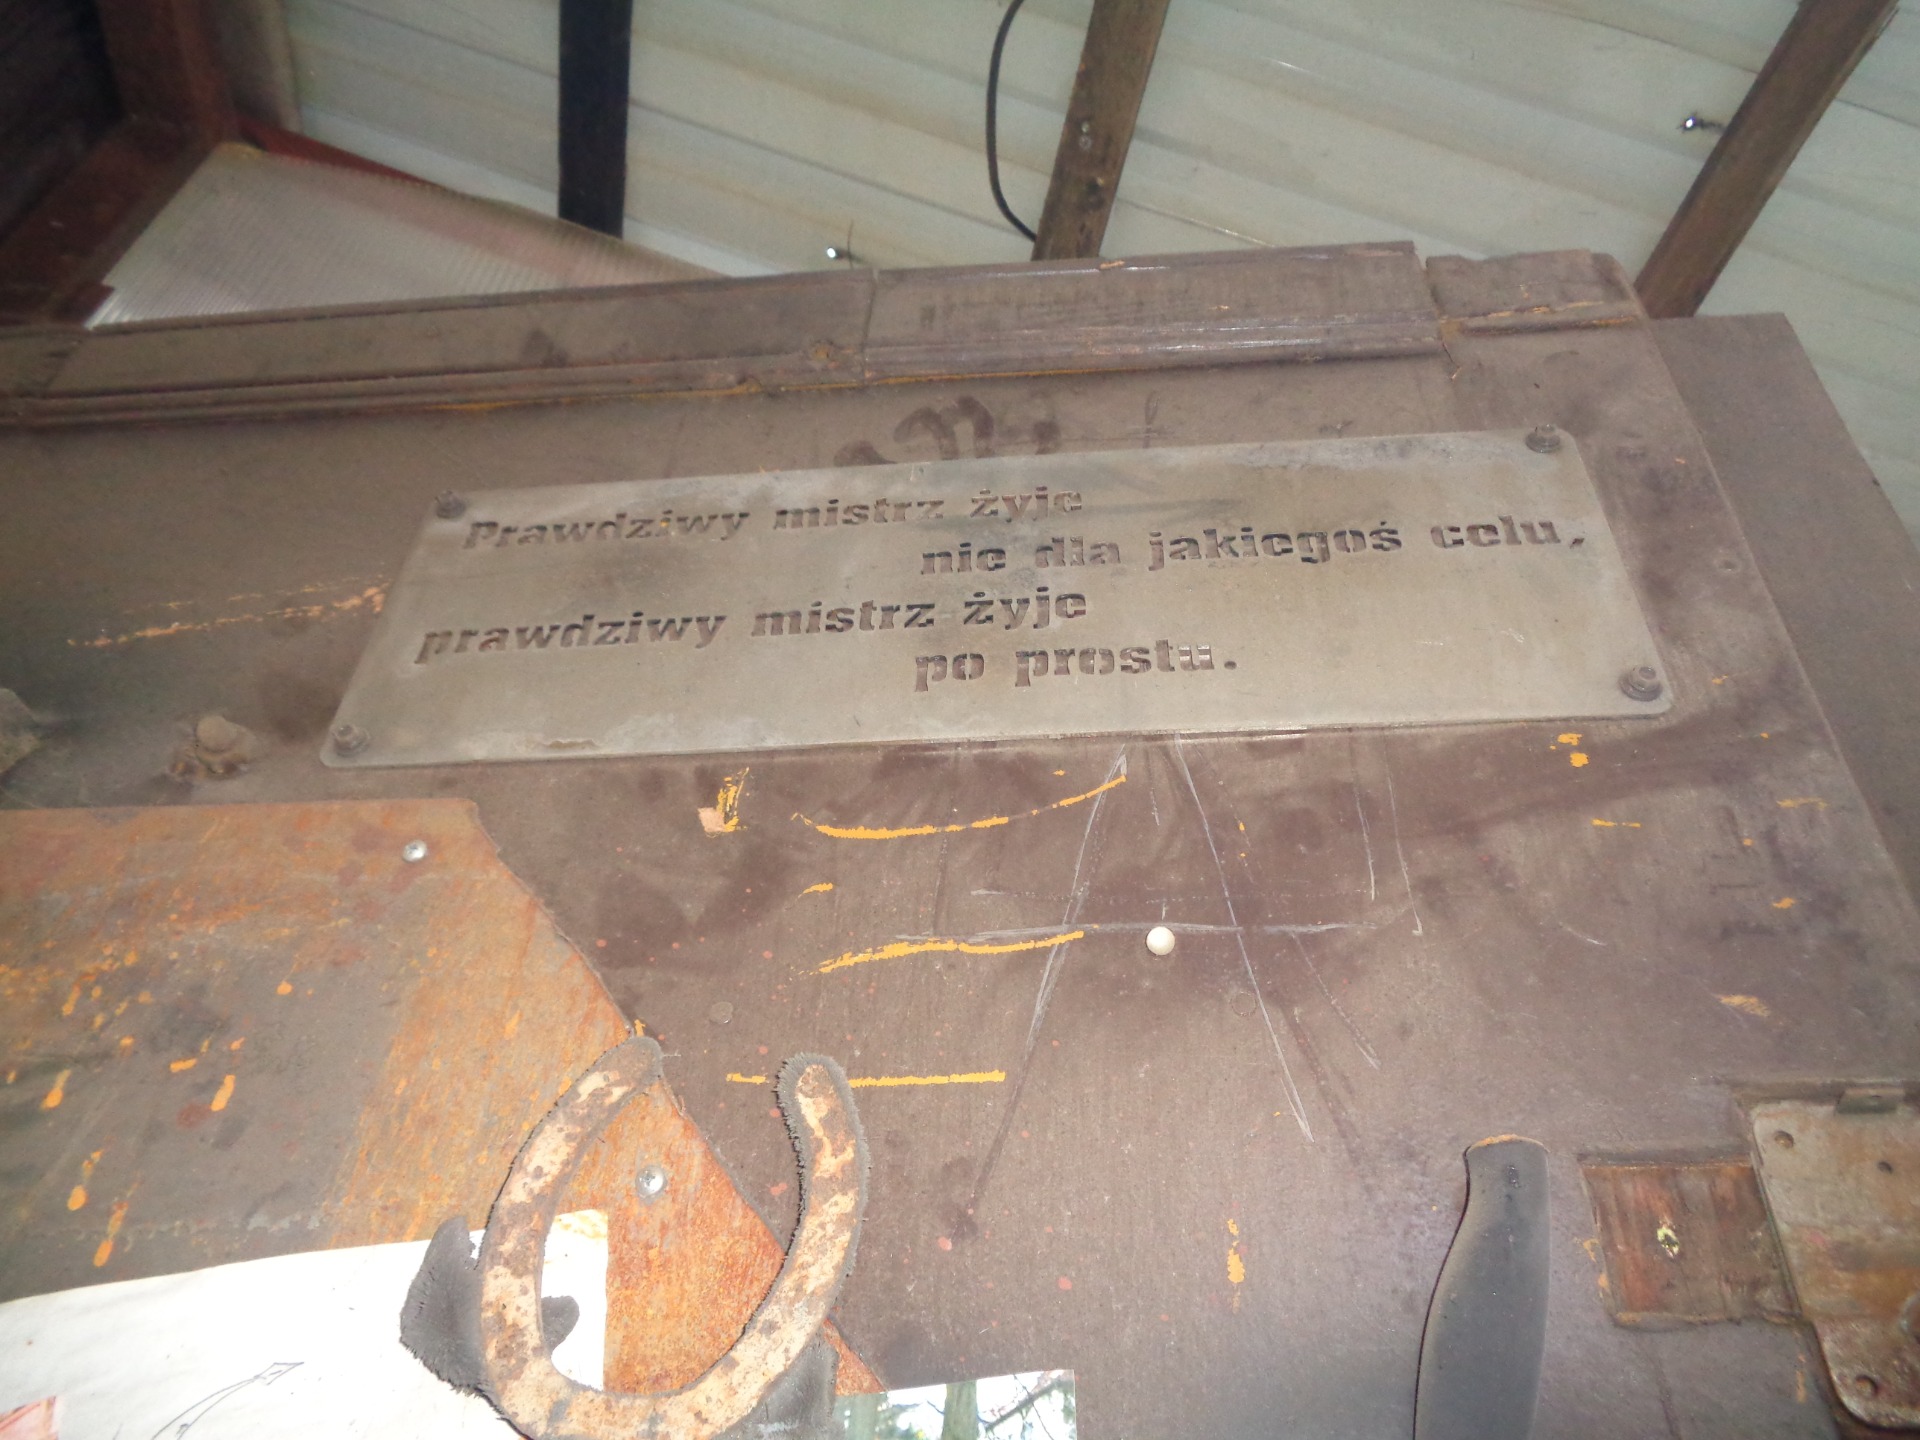 Prawdziwy mistrz żyje
nie dla jakiegoś celu,
prawdziwy mistrz żyje
po prostu.